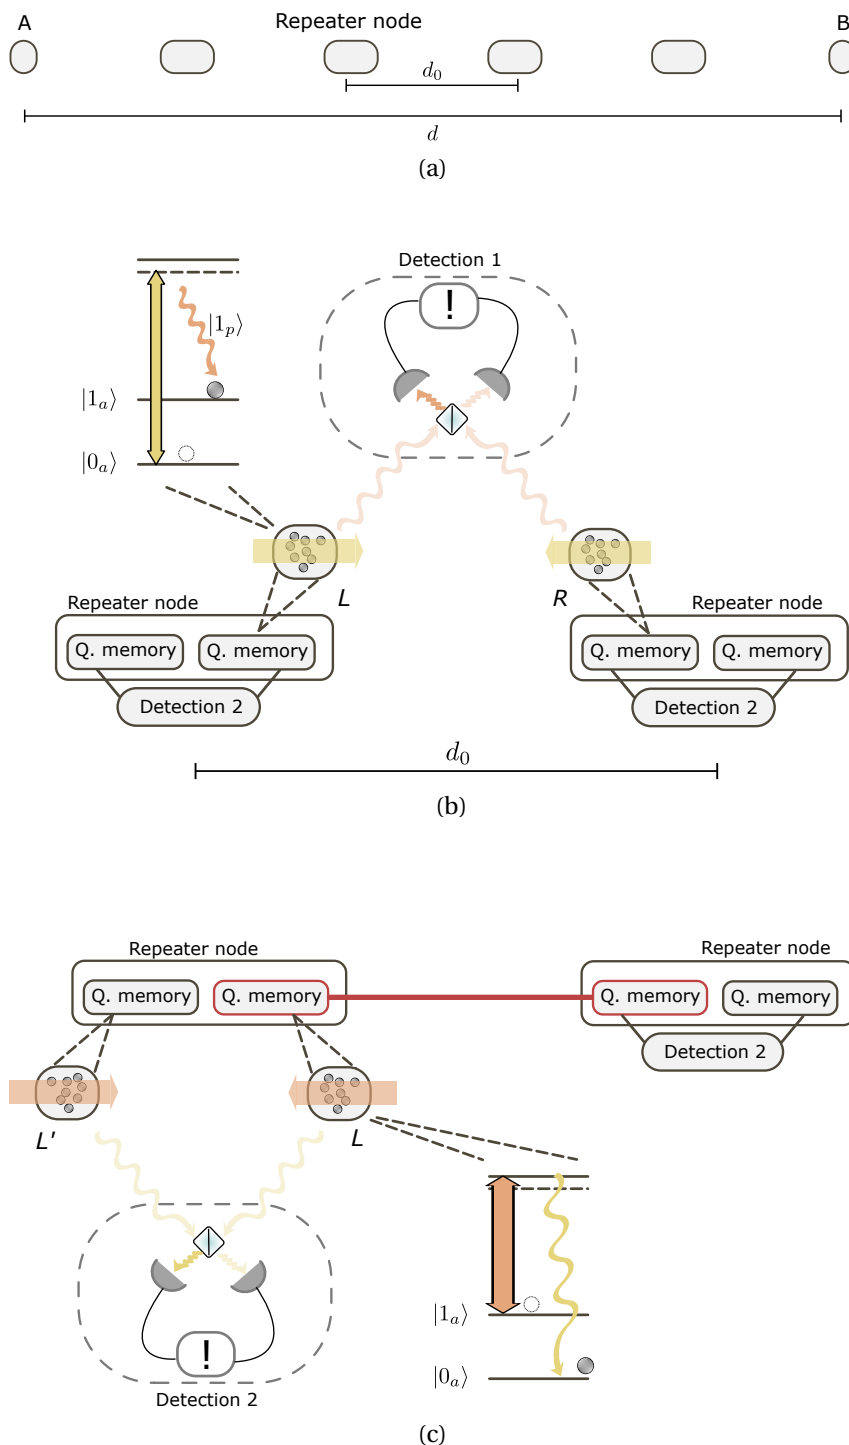 A Repeater node B
d₀
d
(a)
Detection 1
!
|1ₚ⟩
|1ₐ⟩
|0ₐ⟩
L R
Repeater node Repeater node
Q. memory Q. memory Q. memory Q. memory
Detection 2 Detection 2
d₀
(b)
Repeater node Repeater node
Q. memory Q. memory Q. memory Q. memory
Detection 2
L' L
|1ₐ⟩
!
|0ₐ⟩
Detection 2
(c)